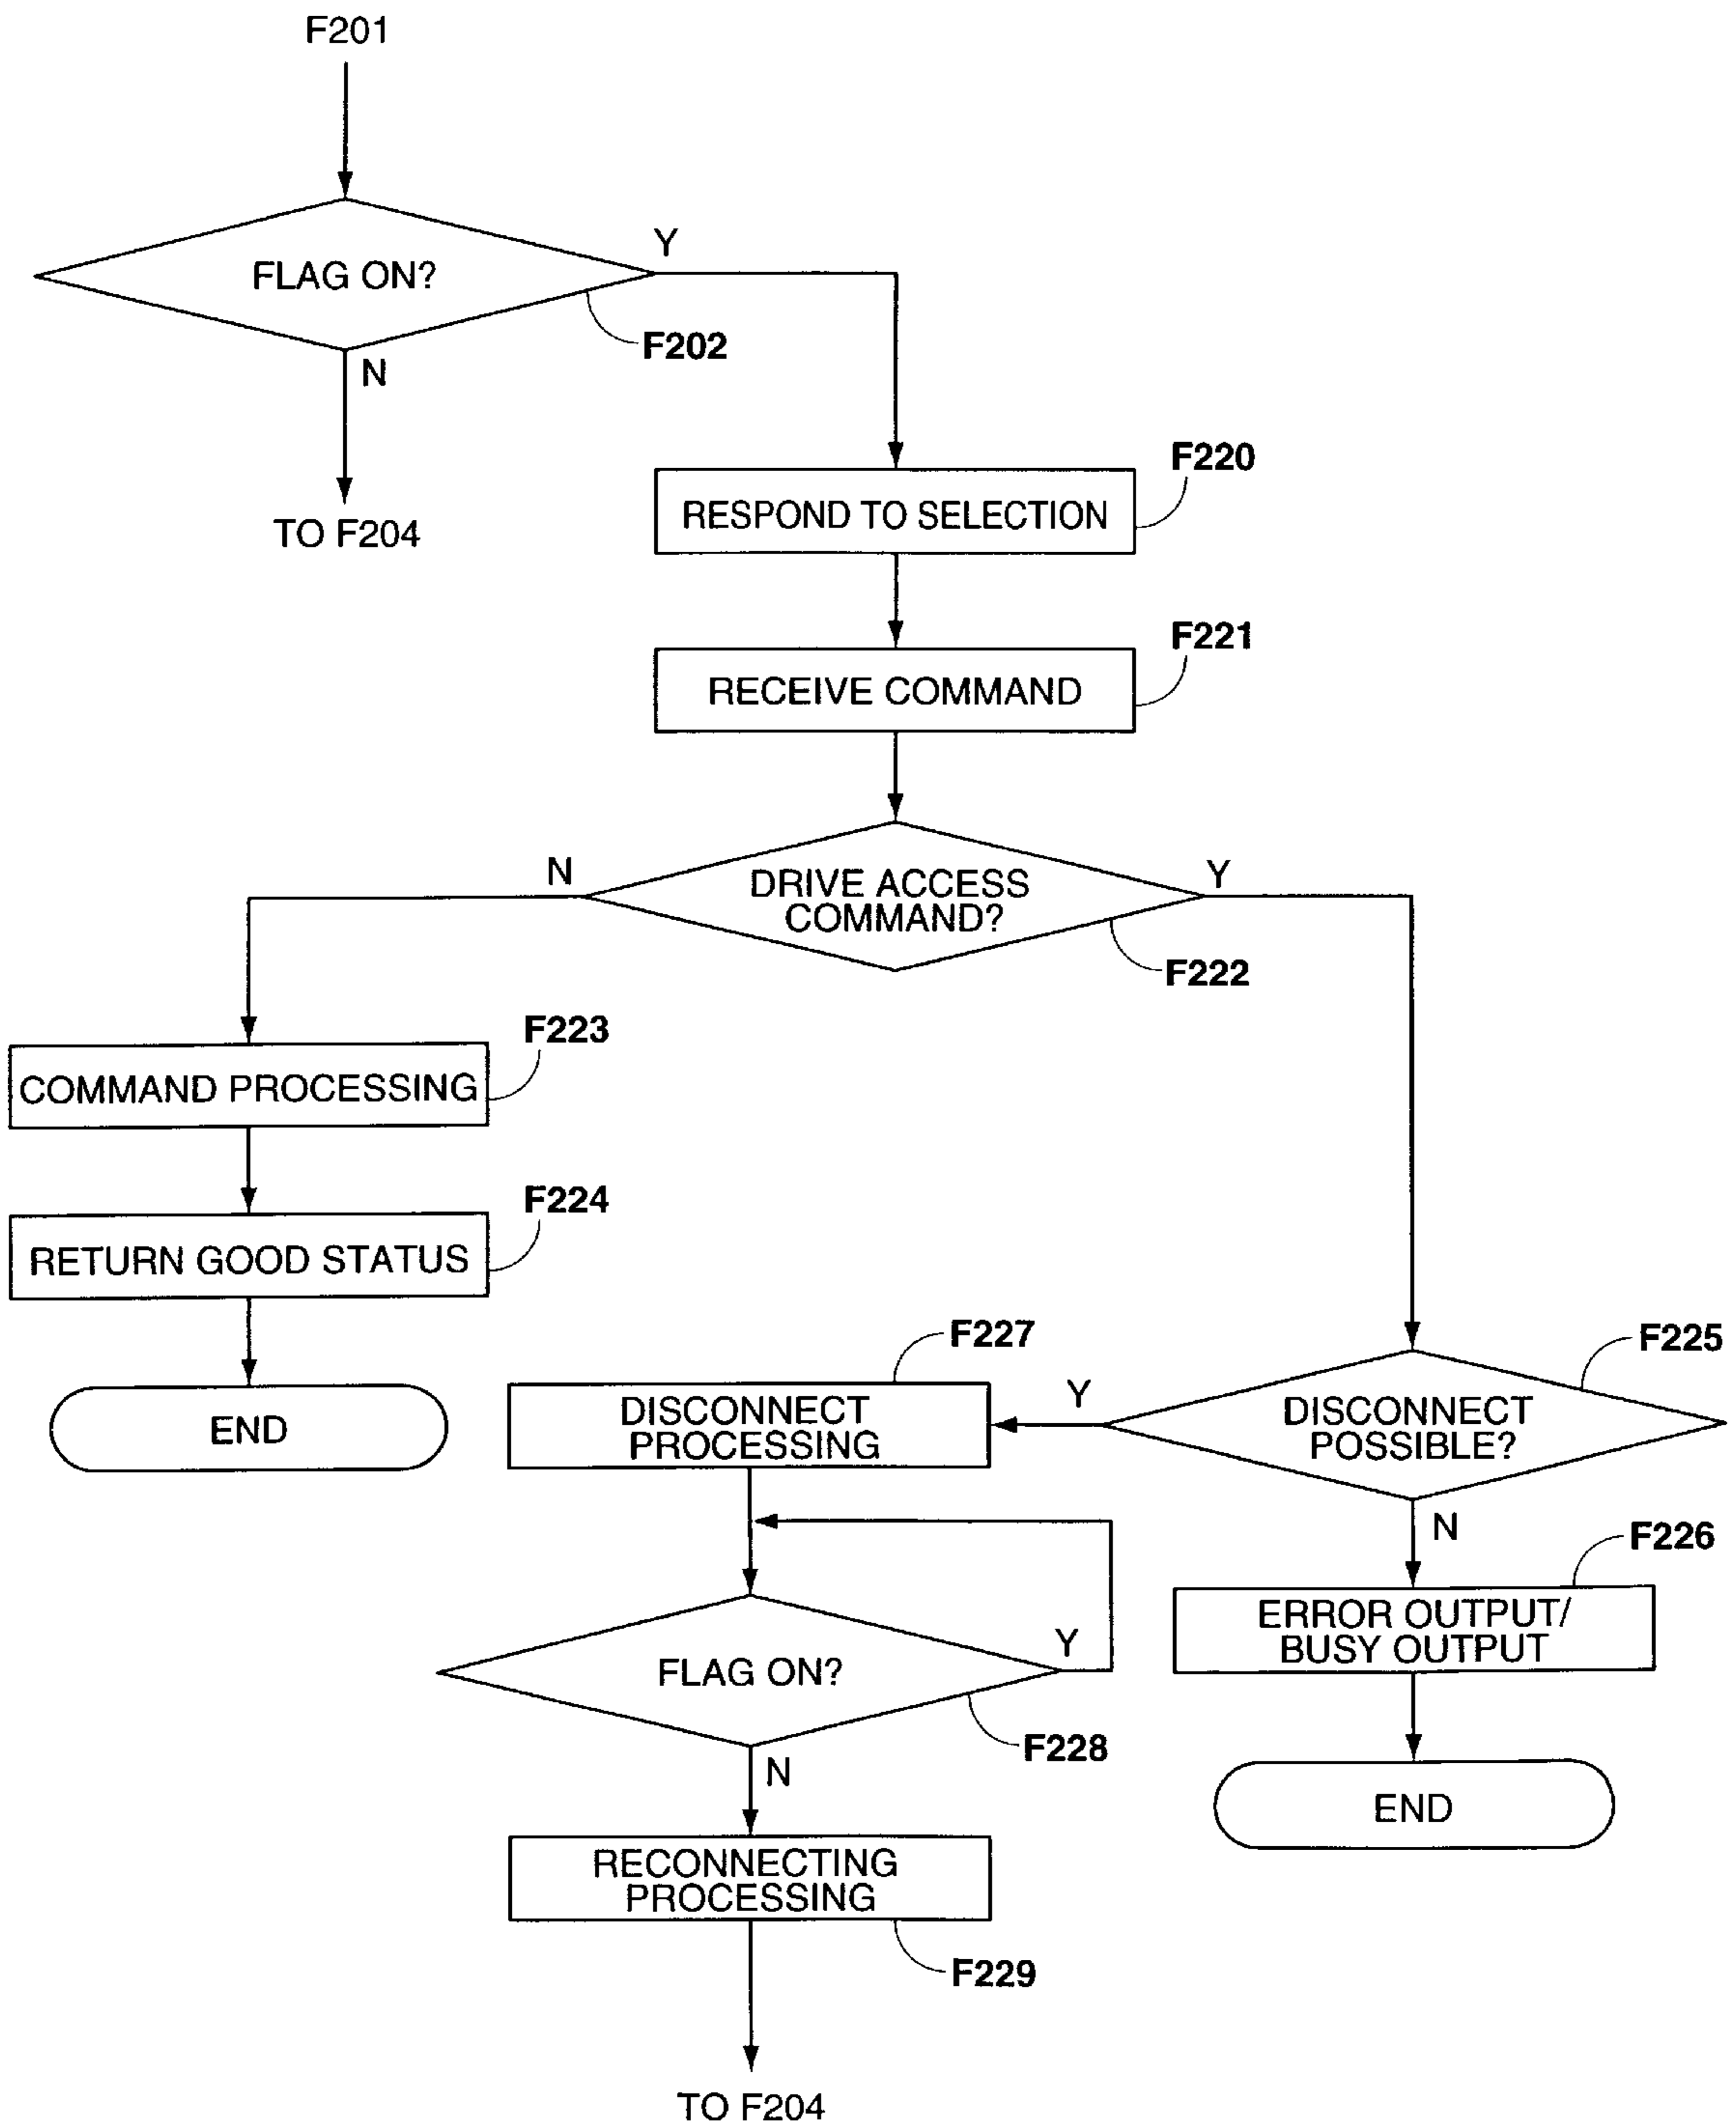 F201
FLAG ON?
Y
F202
N
TO F204
F220
RESPOND TO SELECTION
F221
RECEIVE COMMAND
N
DRIVE ACCESS
COMMAND?
Y
F222
F223
COMMAND PROCESSING
F224
RETURN GOOD STATUS
END
F227
DISCONNECT
PROCESSING
Y
F225
DISCONNECT
POSSIBLE?
N
F226
ERROR OUTPUT/
BUSY OUTPUT
END
FLAG ON?
Y
F228
N
RECONNECTING
PROCESSING
F229
TO F204